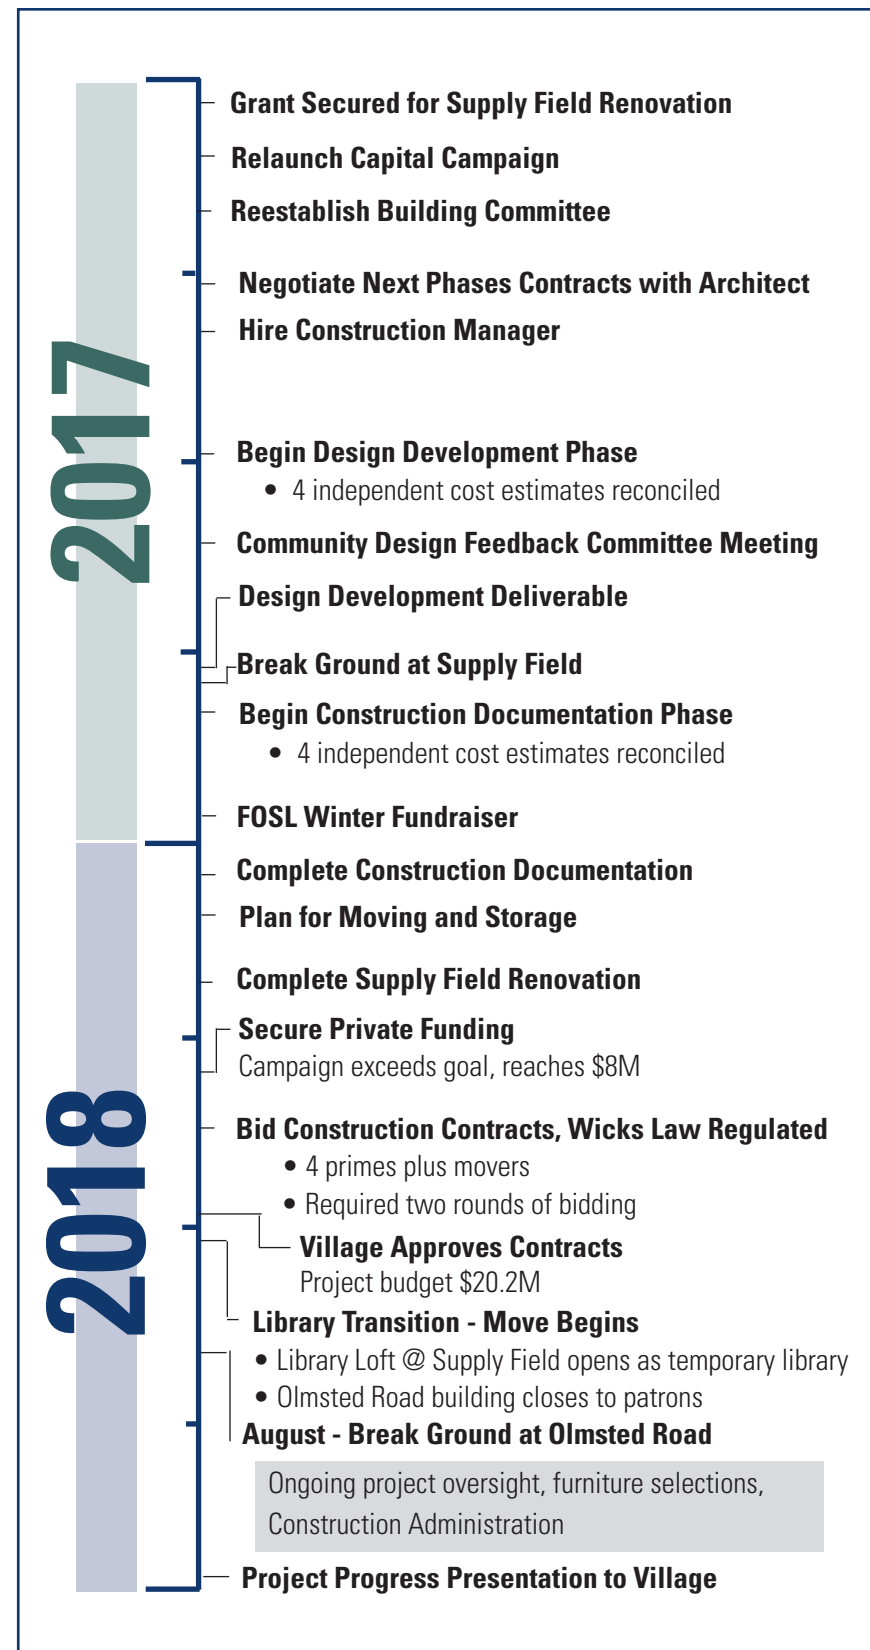 Grant Secured for Supply Field Renovation
Relaunch Capital Campaign
Reestablish Building Committee
Negotiate Next Phases Contracts with Architect
Hire Construction Manager
2017
Begin Design Development Phase
• 4 independent cost estimates reconciled
Community Design Feedback Committee Meeting
Design Development Deliverable
Break Ground at Supply Field
Begin Construction Documentation Phase
• 4 independent cost estimates reconciled
FOSL Winter Fundraiser
Complete Construction Documentation
Plan for Moving and Storage
Complete Supply Field Renovation
Secure Private Funding
Campaign exceeds goal, reaches $8M
2018
Bid Construction Contracts, Wicks Law Regulated
• 4 primes plus movers
• Required two rounds of bidding
Village Approves Contracts
Project budget $20.2M
Library Transition - Move Begins
• Library Loft @ Supply Field opens as temporary library
• Olmsted Road building closes to patrons
August - Break Ground at Olmsted Road
Ongoing project oversight, furniture selections,
Construction Administration
Project Progress Presentation to Village